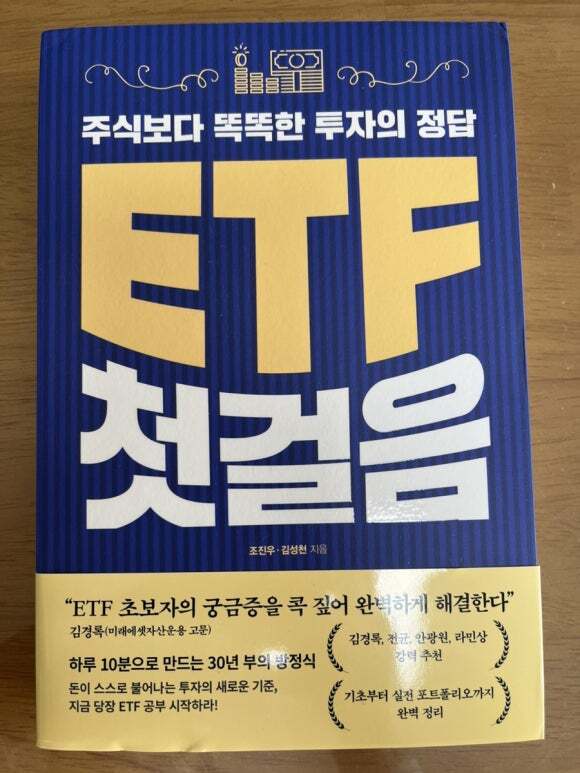 주식보다 똑똑한 투자의 정답
ETF
첫걸음
조진우·김성천 지음
“ETF 초보자의 궁금증을 콕 짚어 완벽하게 해결한다”
김경록(미래에셋자산운용 고문)
하루 10분으로 만드는 30년 부의 방정식
돈이 스스로 불어나는 투자의 새로운 기준,
지금 당장 ETF 공부 시작하라!
김경록, 전균, 안광원, 라민상
강력 추천
기초부터 실전 포트폴리오까지
완벽 정리